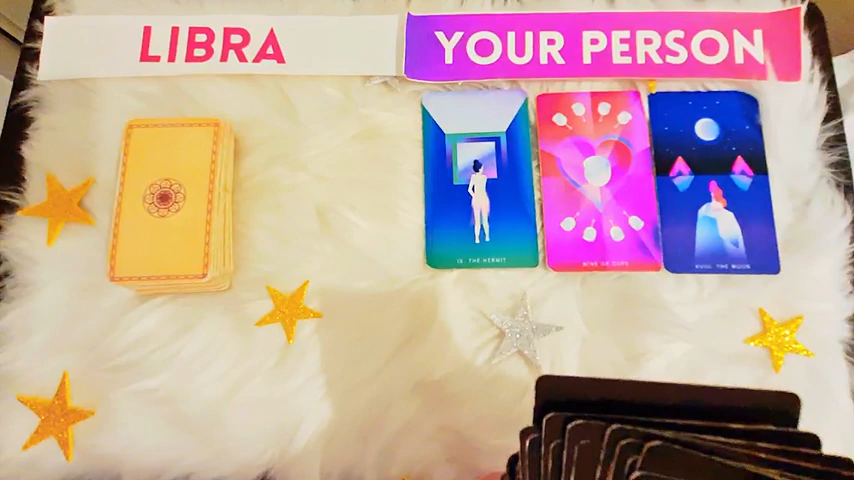 LIBRA
YOUR PERSON
IX. THE HERMIT
NINE OF CUPS
XVIII. THE MOON